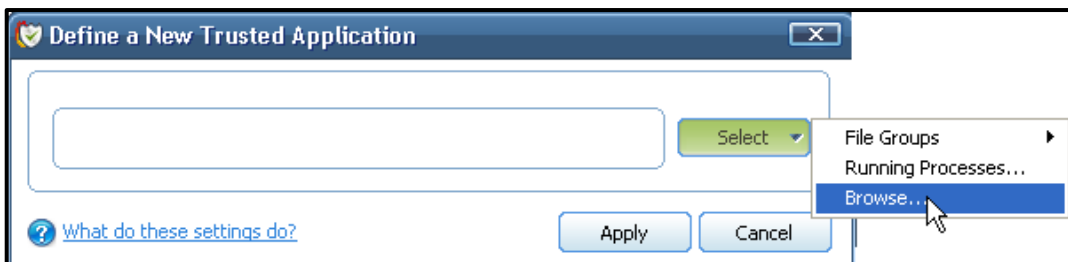 Define a New Trusted Application
Select
File Groups
Running Processes...
Browse...
What do these settings do?
Apply
Cancel